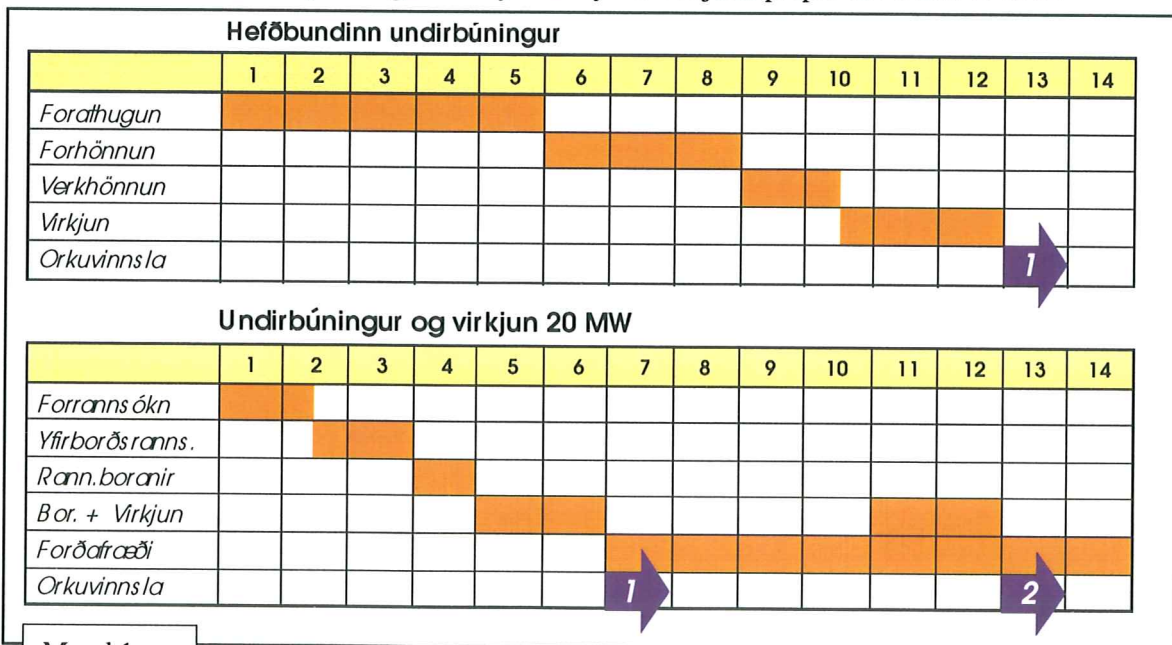 Hefðbundinn undirbúningur
1 2 3 4 5 6 7 8 9 10 11 12 13 14
Forathugun
Forhönnun
Verkhönnun
Virkjun
Orkuvinnsla 1
Undirbúningur og virkjun 20 MW
1 2 3 4 5 6 7 8 9 10 11 12 13 14
Forrannsókn
Yfirborðsranns.
Rann.boranir
Bor. + Virkjun
Forðafræði
Orkuvinnsla 1 2